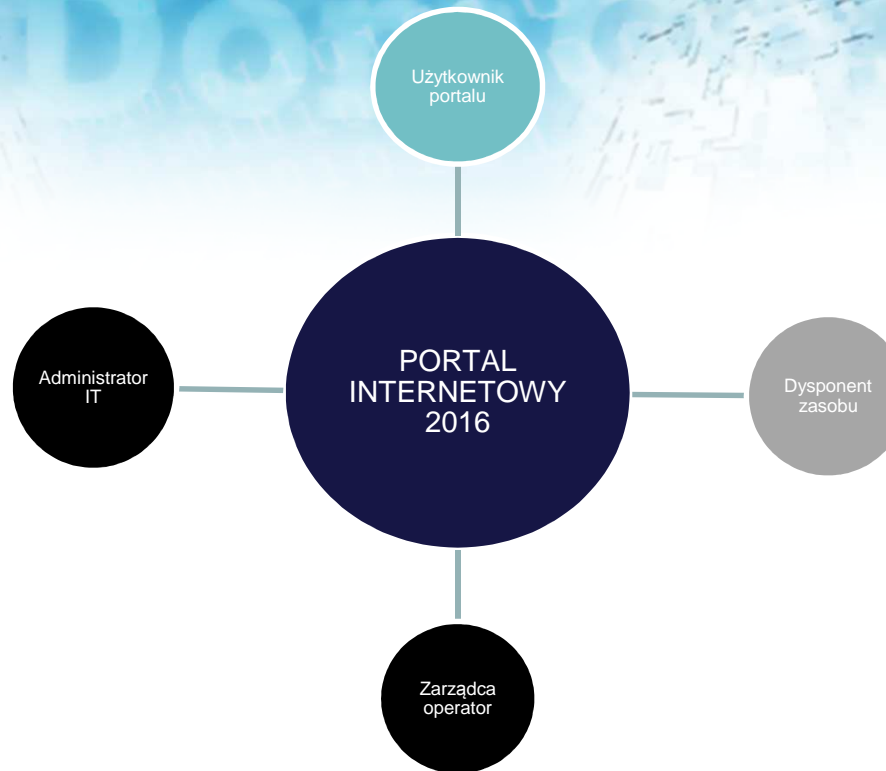 Użytkownik
portalu
PORTAL
INTERNETOWY
2016
Administrator
IT
Dysponent
zasobu
Zarządca
operator